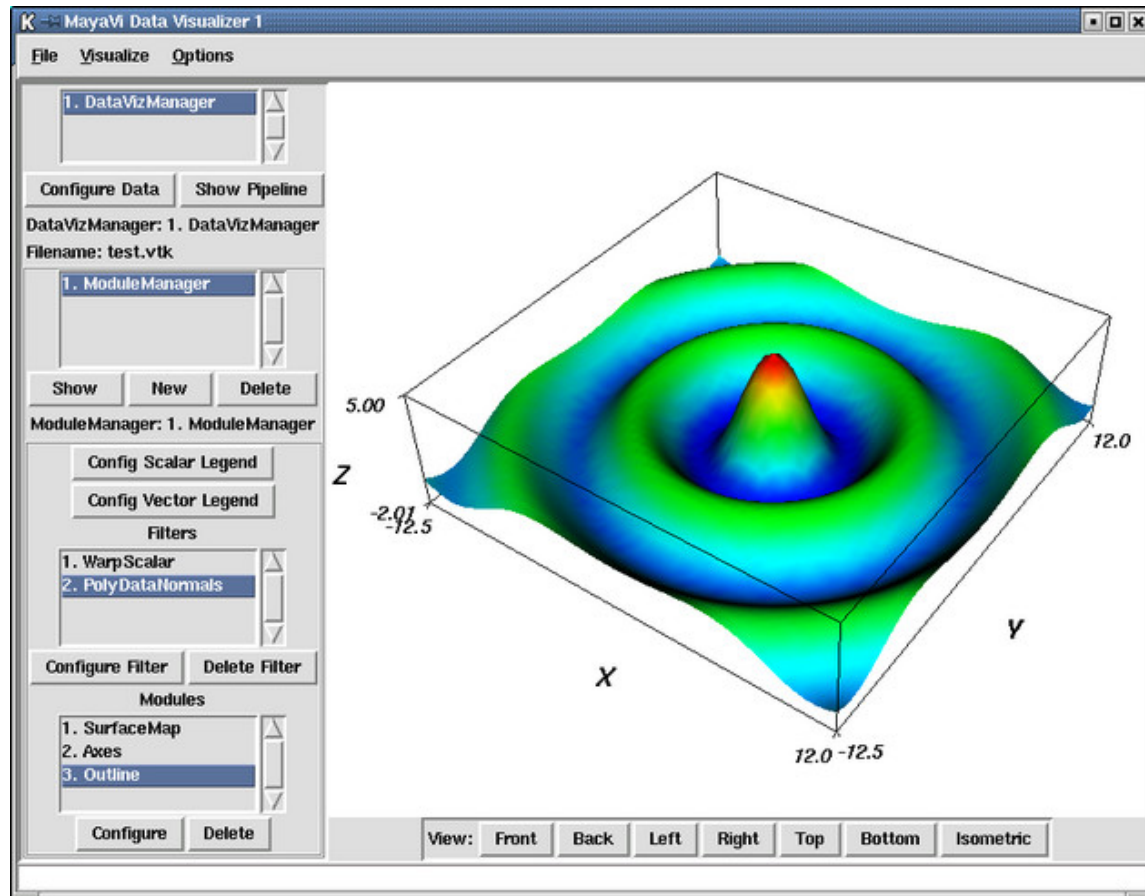 MayaVi Data Visualizer 1
File Visualize Options
1. DataVizManager
Configure Data Show Pipeline
DataVizManager: 1. DataVizManager
Filename: test.vtk
1. ModuleManager
Show New Delete
ModuleManager: 1. ModuleManager
Config Scalar Legend
Config Vector Legend
Filters
1. WarpScalar
2. PolyDataNormals
Configure Filter Delete Filter
Modules
1. SurfaceMap
2. Axes
3. Outline
Configure Delete
5.00
Z
-2.01
-12.5
X
12.0
-12.5
Y
12.0
View: Front Back Left Right Top Bottom Isometric